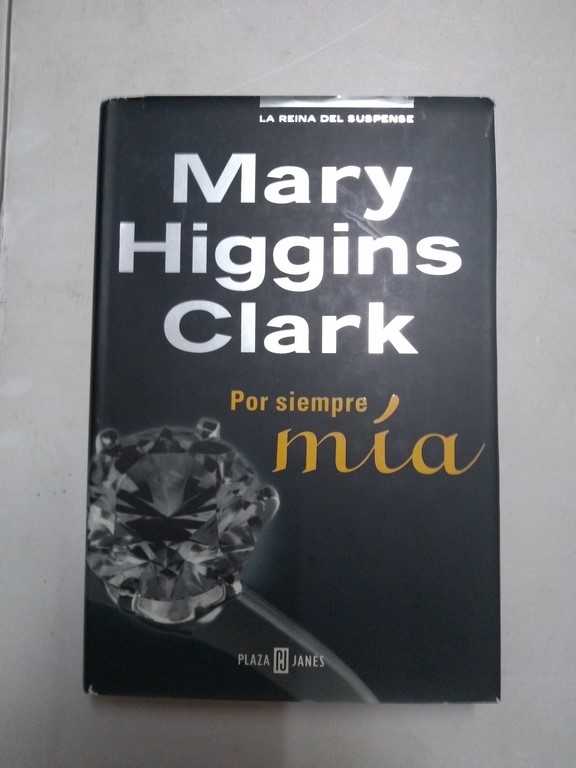 LA REINA DEL SUSPENSE
Mary
Higgins
Clark
Por siempre
mía
PLAZA PJ JANÉS